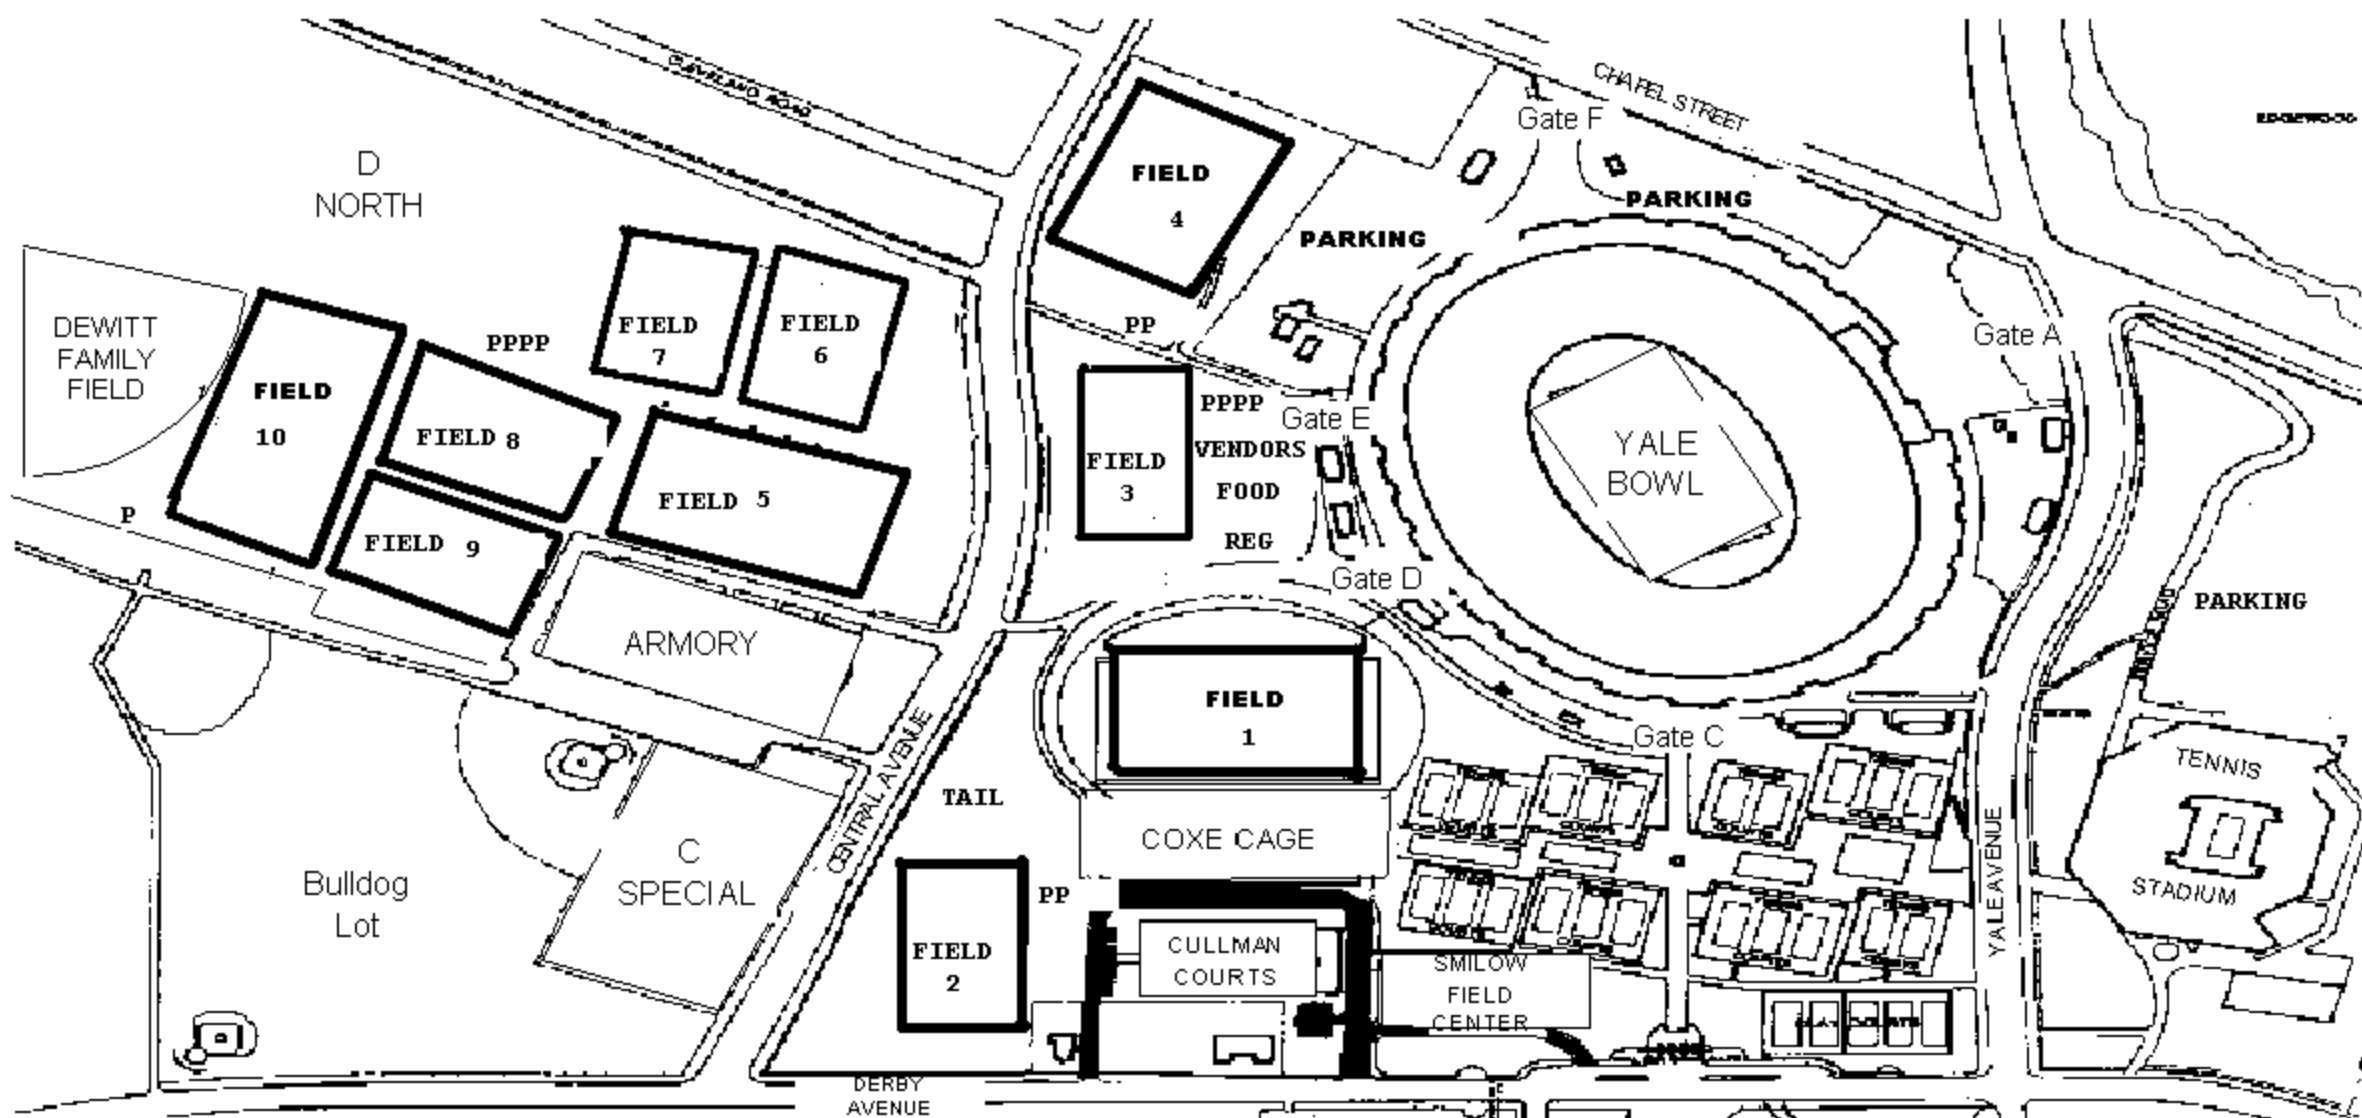 CLEVELAND ROAD
CHAPEL STREET
EDGEWOOD
Gate F
D
NORTH
FIELD
4
PARKING
PARKING
DEWITT
FAMILY
FIELD
PPPP
FIELD
7
FIELD
6
PP
Gate A
FIELD
10
FIELD 8
FIELD 5
FIELD 9
P
FIELD
3
PPPP
VENDORS
FOOD
REG
Gate E
YALE
BOWL
Gate D
PARKING
ARMORY
FIELD
1
Gate C
TENNIS
STADIUM
CENTRAL AVENUE
TAIL
COXE CAGE
YALE AVENUE
Bulldog
Lot
C
SPECIAL
PP
FIELD
2
CULLMAN
COURTS
SMILOW
FIELD
CENTER
DERBY
AVENUE